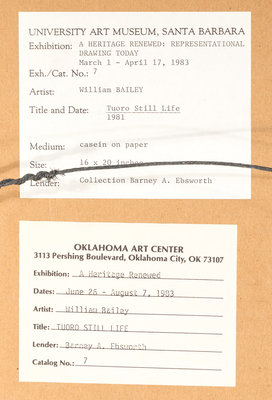 UNIVERSITY ART MUSEUM, SANTA BARBARA
Exhibition: A HERITAGE RENEWED: REPRESENTATIONAL
DRAWING TODAY
March 1 - April 17, 1983
Exh./Cat. No.: 7
Artist: William BAILEY
Title and Date: Tuoro Still Life
1981
Medium: casein on paper
Size: 16 x 20 inches
Lender: Collection Barney A. Ebsworth
OKLAHOMA ART CENTER
3113 Pershing Boulevard, Oklahoma City, OK 73107
Exhibition: A Heritage Renewed
Dates: June 26 - August 7, 1983
Artist: William Bailey
Title: TUORO STILL LIFE
Lender: Barney A. Ebsworth
Catalog No.: 7